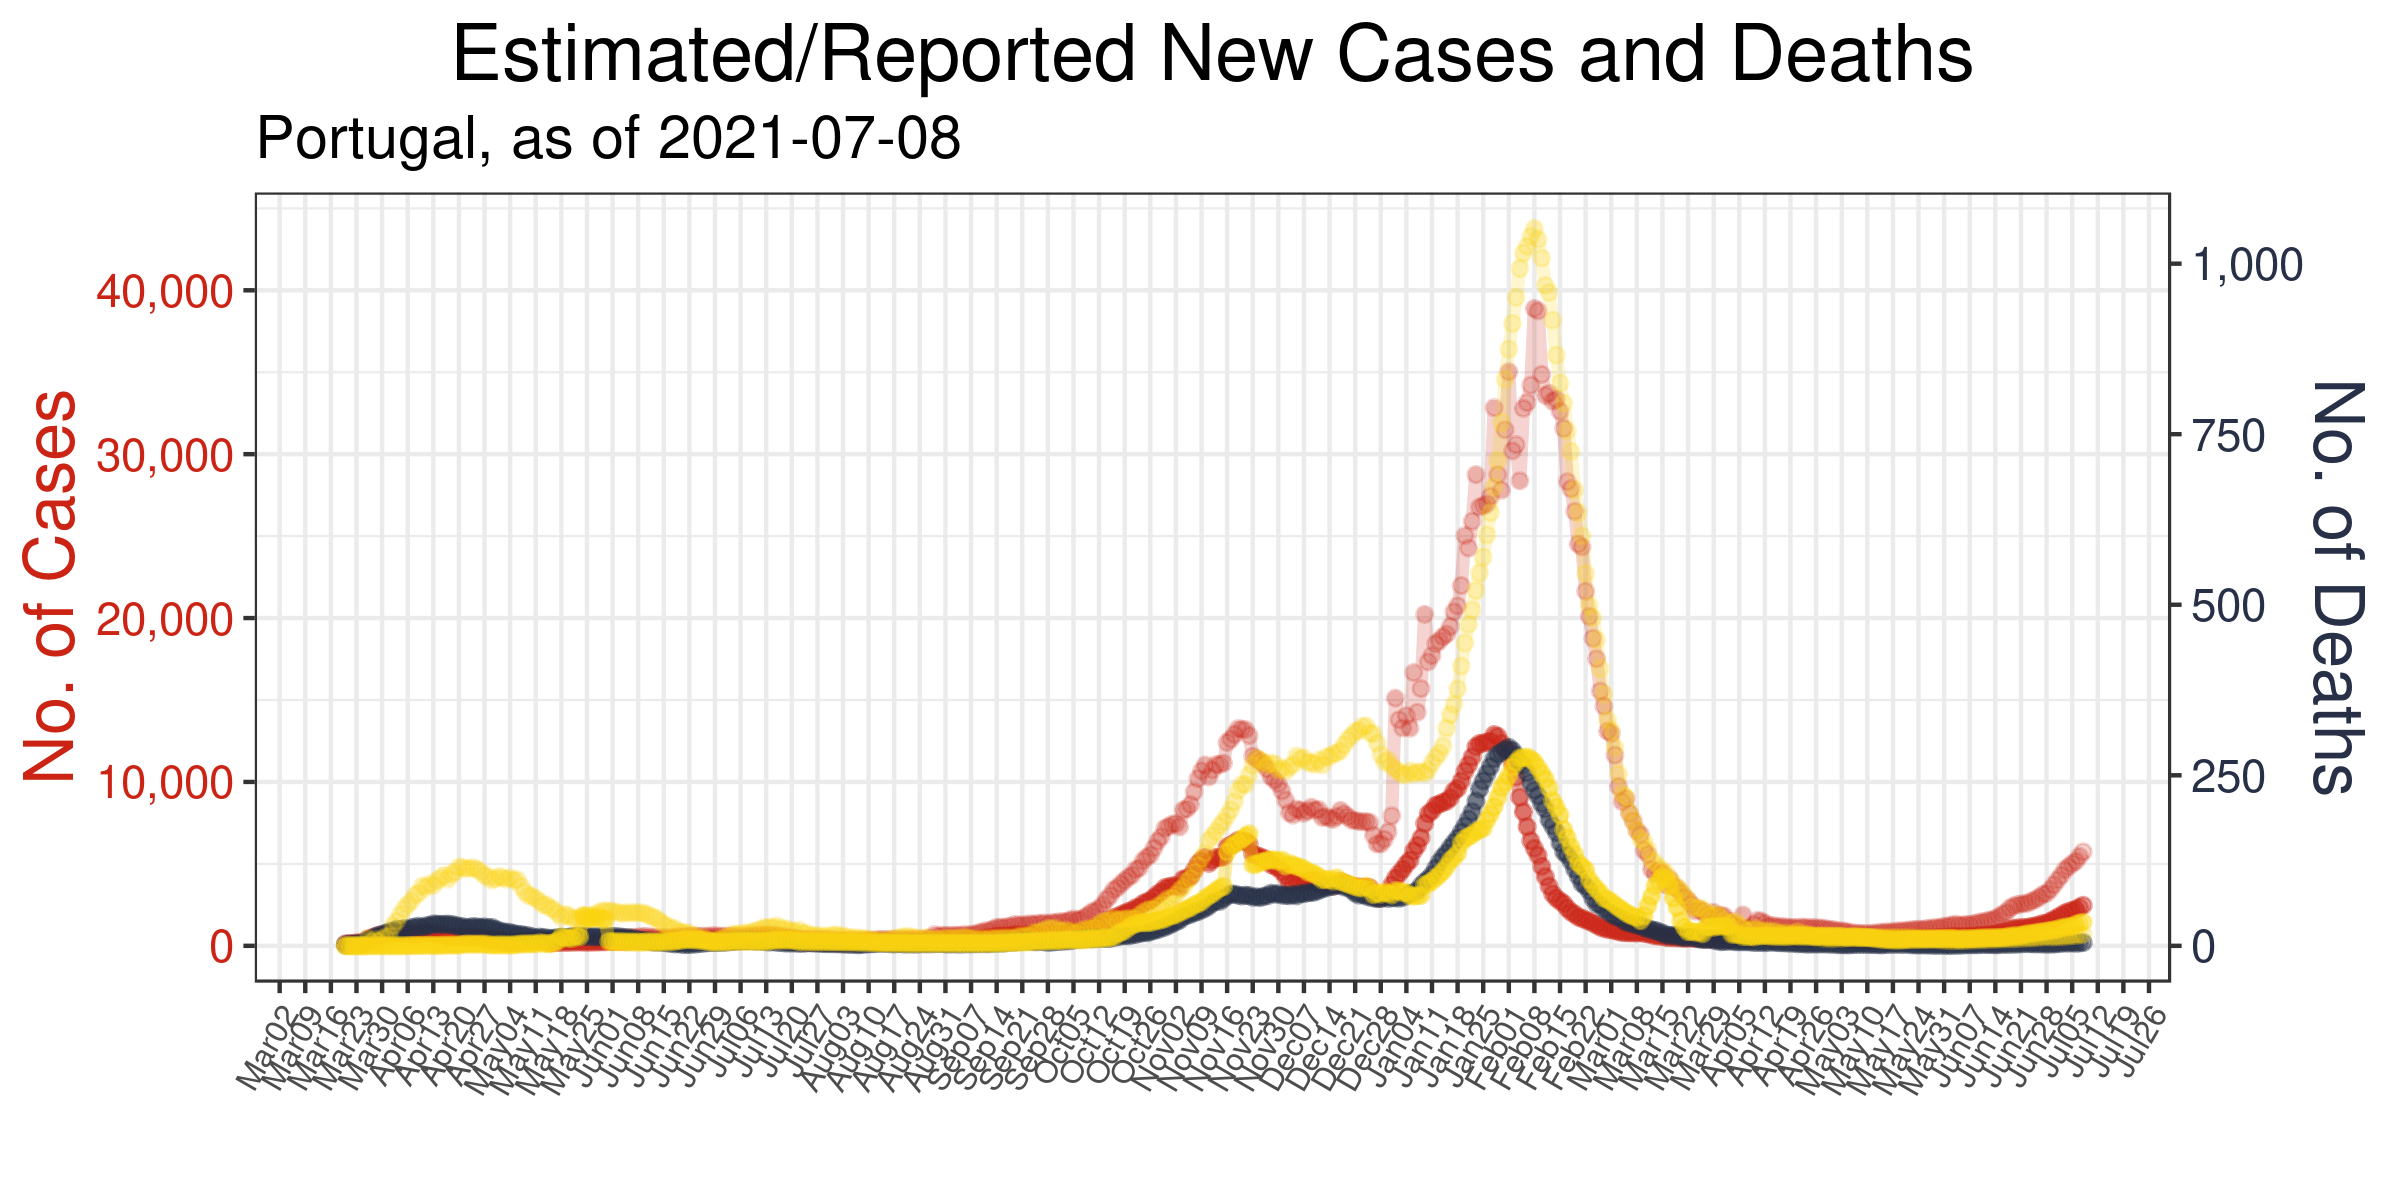 Estimated/Reported New Cases and Deaths
Portugal, as of 2021-07-08
No. of Cases
40,000
30,000
20,000
10,000
0
1,000
750
500
250
0
No. of Deaths
Mar02
Mar09
Mar16
Mar23
Mar30
Apr06
Apr13
Apr20
Apr27
May04
May11
May18
May25
Jun01
Jun08
Jun15
Jun22
Jun29
Jul06
Jul13
Jul20
Jul27
Aug03
Aug10
Aug17
Aug24
Aug31
Sep07
Sep14
Sep21
Sep28
Oct05
Oct12
Oct19
Oct26
Nov02
Nov09
Nov16
Nov23
Nov30
Dec07
Dec14
Dec21
Dec28
Jan04
Jan11
Jan18
Jan25
Feb01
Feb08
Feb15
Feb22
Mar01
Mar08
Mar15
Mar22
Mar29
Apr05
Apr12
Apr19
Apr26
May03
May10
May17
May24
May31
Jun07
Jun14
Jun21
Jun28
Jul05
Jul12
Jul19
Jul26